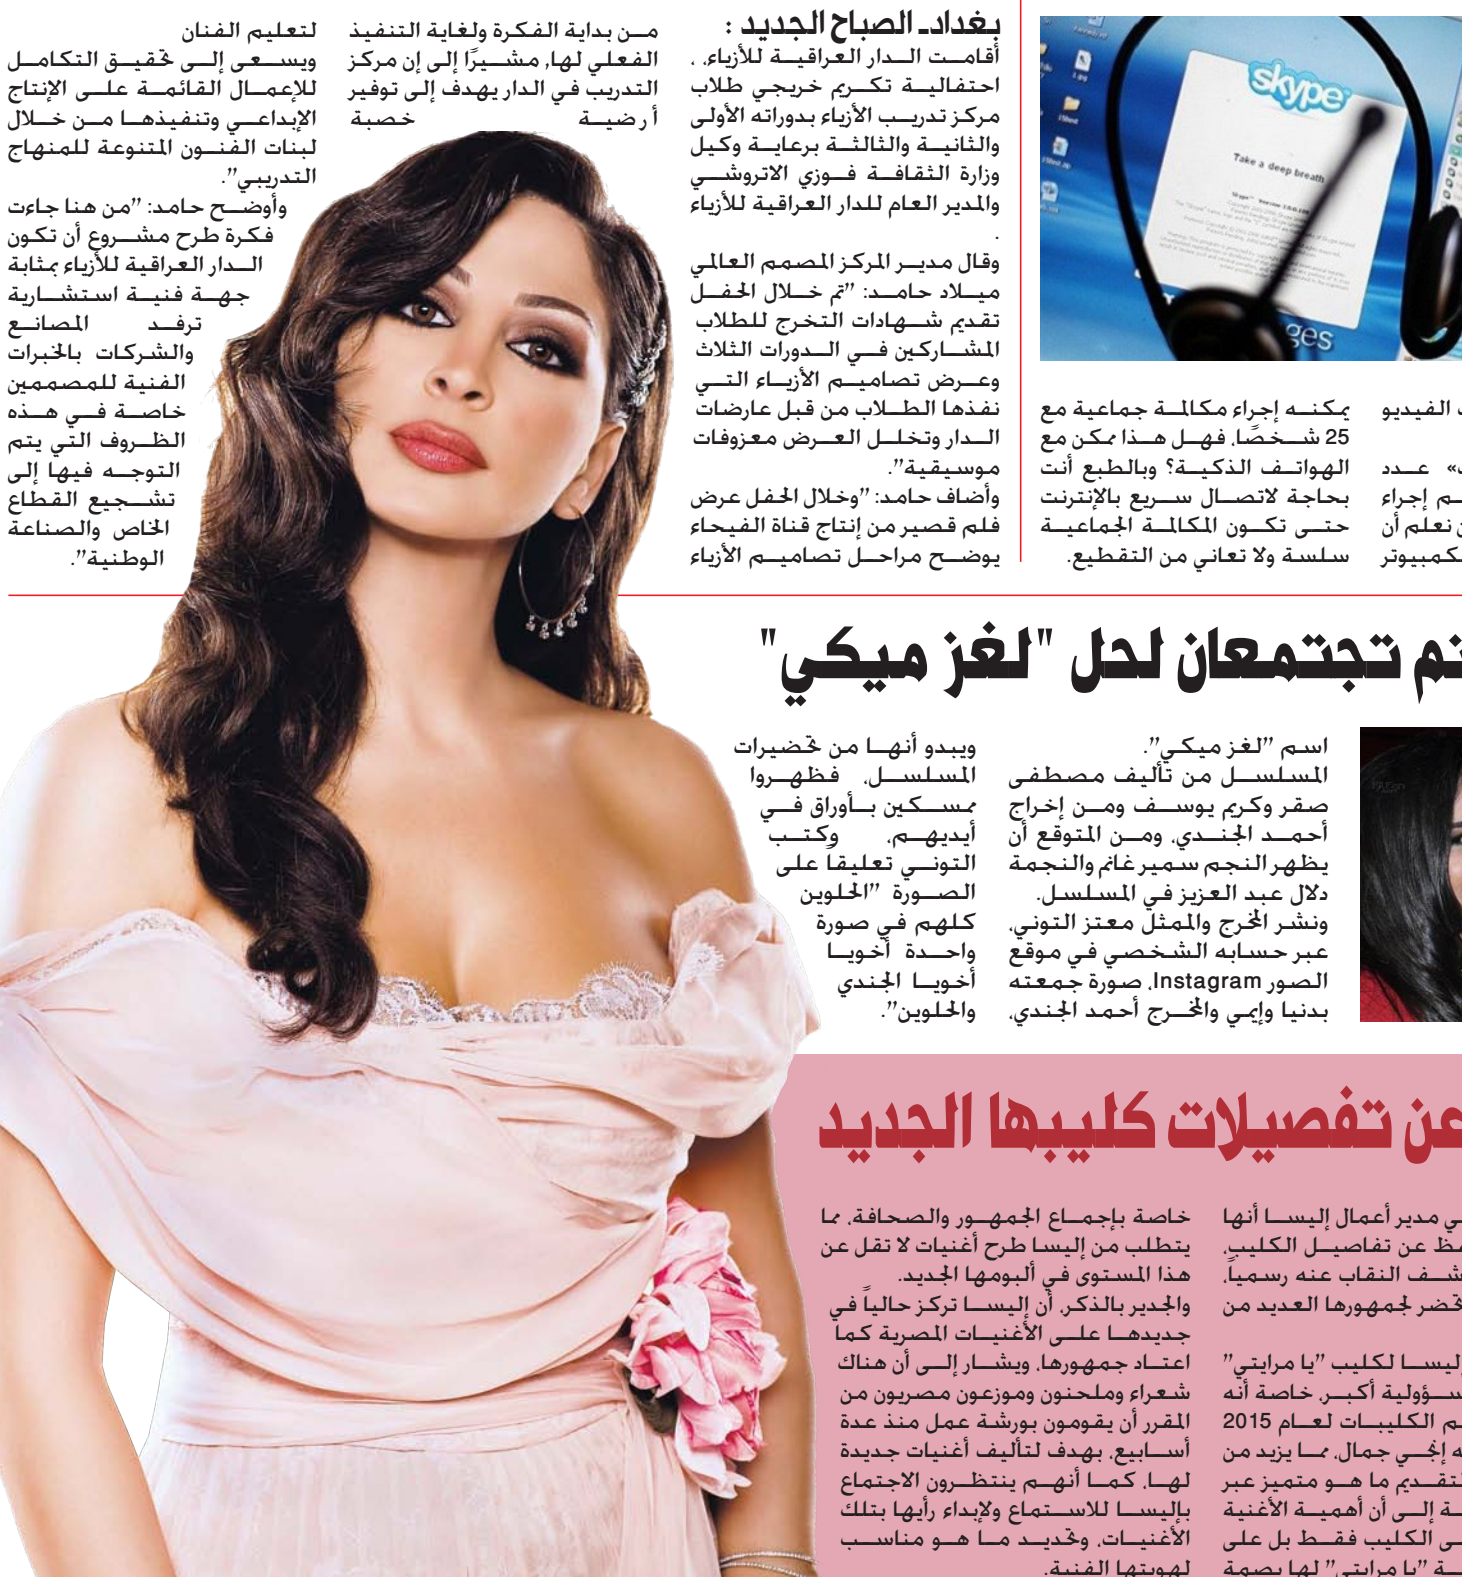 بغداد ـ الصباح الجديد :
أقامت الدار العراقية للأزياء، ،
احتفالية تكريم خريجي طلاب
مركز تدريب الأزياء بدوراته الأولى
والثانية والثالثة برعاية وكيل
وزارة الثقافة فوزي الاتروشي
والمدير العام للدار العراقية للأزياء
.
وقال مدير المركز المصمم العالمي
ميلاد حامد: ”تم خلال الحفل
تقديم شهادات التخرج للطلاب
المشاركين في الدورات الثلاث
وعرض تصاميم الأزياء التي
نفذها الطلاب من قبل عارضات
الدار وتخلل العرض معزوفات
موسيقية”.
وأضاف حامد: ”وخلال الحفل عرض
فلم قصير من إنتاج قناة الفيحاء
يوضح مراحل تصاميم الأزياء
من بداية الفكرة ولغاية التنفيذ
الفعلي لها, مشيرًا إلى إن مركز
التدريب في الدار يهدف إلى توفير
أرضية خصبة
لتعليم الفنان
ويسعى إلى تحقيق التكامل
للإعمال القائمة على الإنتاج
الإبداعي وتنفيذها من خلال
لبنات الفنون المتنوعة للمنهاج
التدريبي”.
وأوضح حامد: ”من هنا جاءت
فكرة طرح مشروع أن تكون
الدار العراقية للأزياء بمثابة
جهة فنية استشارية
ترفد المصانع
والشركات بالخبرات
الفنية للمصممين
خاصة في هذه
الظروف التي يتم
التوجه فيها إلى
تشجيع القطاع
الخاص والصناعة
الوطنية”.
skype
Take a deep breath
ges
الفيديو
عدد
إجراء
نعلم أن
يمكنه إجراء مكالمة جماعية مع
25 شخصًا، فهل هذا ممكن مع
الهواتف الذكية؟ وبالطبع أنت
بحاجة لاتصال سريع بالإنترنت
حتى تكون المكالمة الجماعية
سلسة ولا تعاني من التقطيع.
تجتمعان لحل "لغز ميكي"
اسم ”لغز ميكي”.
المسلسل من تأليف مصطفى
صقر وكريم يوسف ومن إخراج
أحمد الجندي، ومن المتوقع أن
يظهر النجم سمير غانم والنجمة
دلال عبد العزيز في المسلسل.
ونشر المخرج والممثل معتز التوني،
عبر حسابه الشخصي في موقع
الصور Instagram، صورة جمعته
بدنيا وإيمي والمخرج أحمد الجندي،
ويبدو أنها من تحضيرات
المسلسل، فظهروا
ممسكين بأوراق في
أيديهم، وكتب
التوني تعليقاً على
الصورة ”الحلوين
كلهم في صورة
واحدة أخويا
أخويا الجندي
والحلوين”.
عن تفصيلات كليبها الجديد
مدير أعمال إليسا أنها
عن تفاصيل الكليب،
النقاب عنه رسمياً،
تحضر لجمهورها العديد من
إليسا لكليب ”يا مرايتي”
أكبر، خاصة أنه
الكليبات لعام 2015
إنجي جمال، مما يزيد من
ما هو متميز عبر
إلى أن أهمية الأغنية
الكليب فقط بل على
”يا مرايتي” لها بصمة
خاصة بإجماع الجمهور والصحافة، مما
يتطلب من إليسا طرح أغنيات لا تقل عن
هذا المستوى في ألبومها الجديد.
والجدير بالذكر، أن إليسا تركز حالياً في
جديدها على الأغنيات المصرية كما
اعتاد جمهورها، ويشار إلى أن هناك
شعراء وملحنون وموزعون مصريون من
المقرر أن يقومون بورشة عمل منذ عدة
أسابيع، بهدف لتأليف أغنيات جديدة
لها، كما أنهم ينتظرون الاجتماع
بإليسا للاستماع ولإبداء رأيها بتلك
الأغنيات، وتحديد ما هو مناسب
لهويتها الفنية.